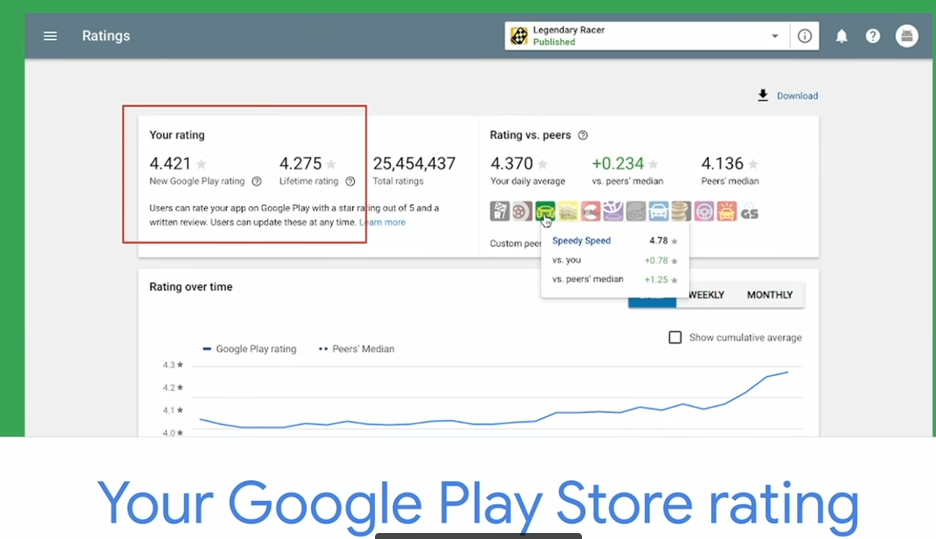 Ratings
Legendary Racer
Published
Download
Your rating
4.421
New Google Play rating
4.275
Lifetime rating
25,454,437
Total ratings
Users can rate your app on Google Play with a star rating out of 5 and a
written review. Users can update these at any time. Learn more
Rating vs. peers
4.370
Your daily average
+0.234
vs. peers' median
4.136
Peers' median
GS
Custom peer
Speedy Speed 4.78
vs. you +0.78
vs. peers' median +1.25
Rating over time
WEEKLY MONTHLY
Show cumulative average
Google Play rating Peers' Median
4.3
4.2
4.1
4.0
Your Google Play Store rating